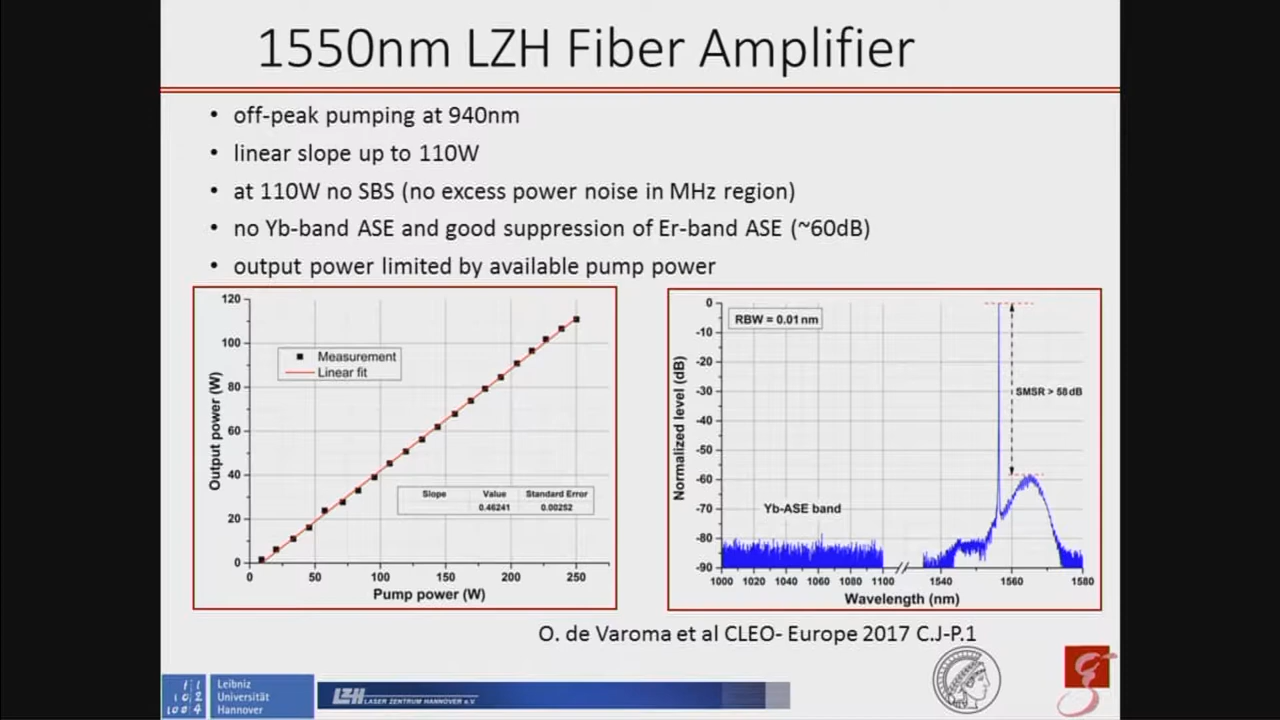 1550nm LZH Fiber Amplifier
• off-peak pumping at 940nm
• linear slope up to 110W
• at 110W no SBS (no excess power noise in MHz region)
• no Yb-band ASE and good suppression of Er-band ASE (~60dB)
• output power limited by available pump power
120
100
80
60
40
20
0
Output power (W)
Measurement
Linear fit
Slope Value Standard Error
0.46241 0.00252
0 50 100 150 200 250
Pump power (W)
0
-10
-20
-30
-40
-50
-60
-70
-80
-90
Normalized level (dB)
RBW = 0.01 nm
SMSR > 58 dB
Yb-ASE band
1000 1020 1040 1060 1080 1100 1540 1560 1580
Wavelength (nm)
O. de Varoma et al CLEO- Europe 2017 C.J-P.1
Leibniz
Universität
Hannover
LZH LASER ZENTRUM HANNOVER e.V.